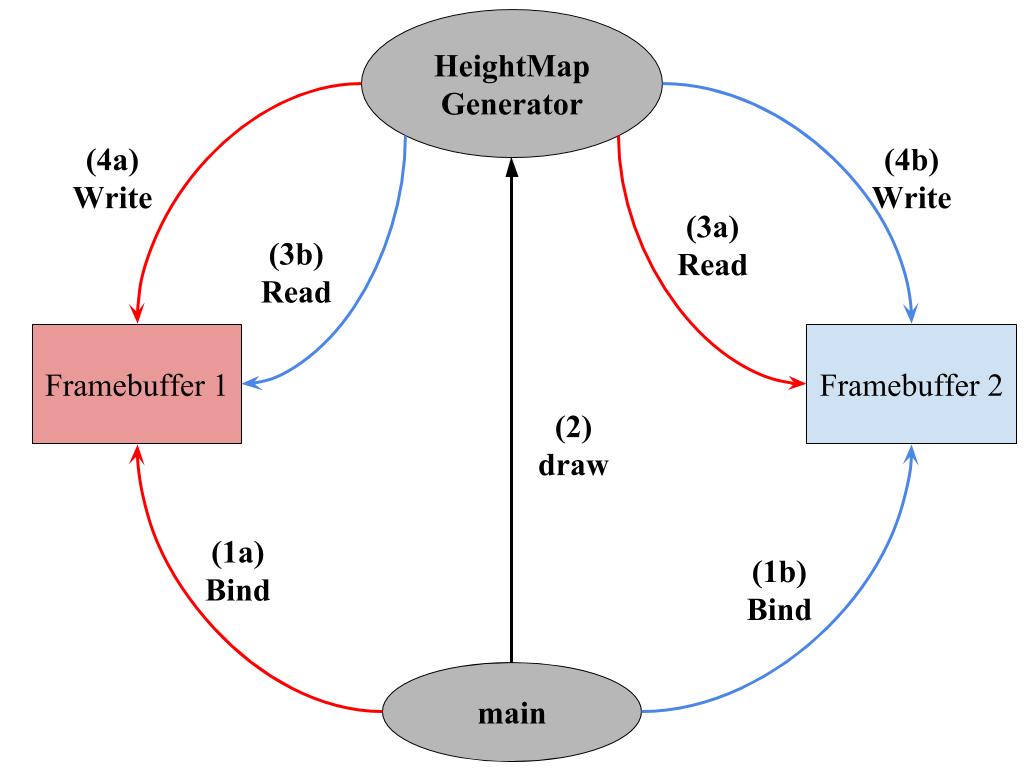 HeightMap
Generator
(4a)
Write
(4b)
Write
(3b)
Read
(3a)
Read
Framebuffer 1
Framebuffer 2
(2)
draw
(1a)
Bind
(1b)
Bind
main